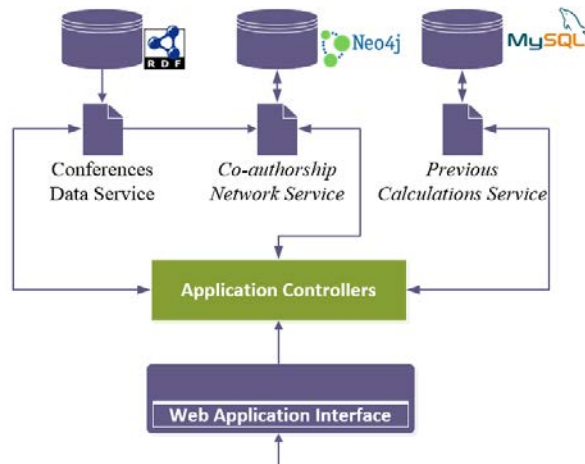 RDF
Neo4j
MySQL
Conferences
Data Service
Co-authorship
Network Service
Previous
Calculations Service
Application Controllers
Web Application Interface